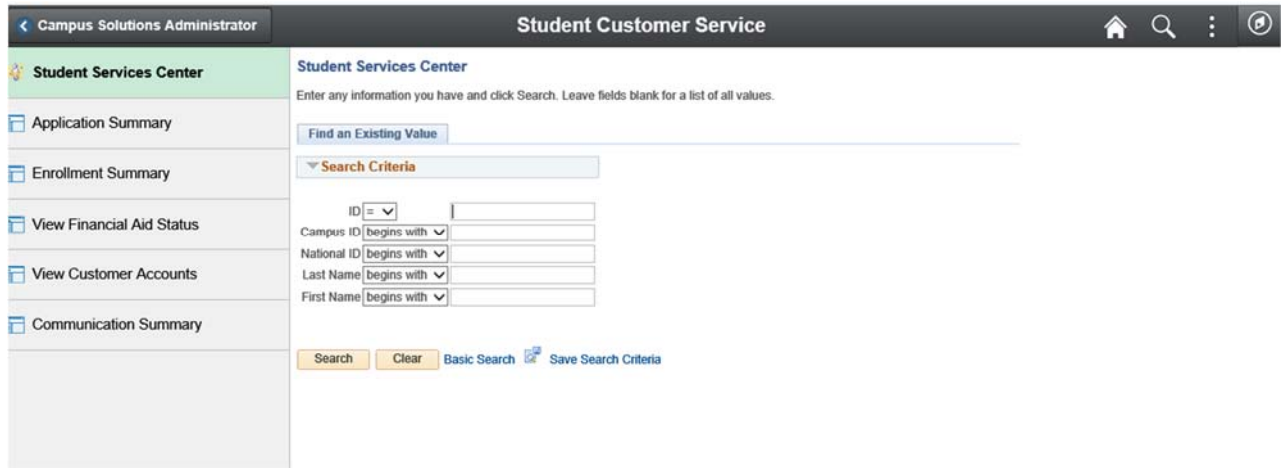 Campus Solutions Administrator
Student Customer Service
Student Services Center
Application Summary
Enrollment Summary
View Financial Aid Status
View Customer Accounts
Communication Summary
Student Services Center
Enter any information you have and click Search. Leave fields blank for a list of all values.
Find an Existing Value
Search Criteria
ID =
Campus ID begins with
National ID begins with
Last Name begins with
First Name begins with
Search Clear Basic Search Save Search Criteria